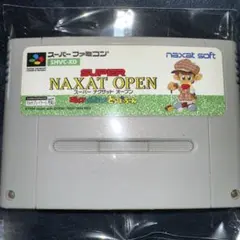 スーパーファミコン
SHVC-XO
naxat soft
SUPER
NAXAT OPEN
スーパー ナグザット オープン